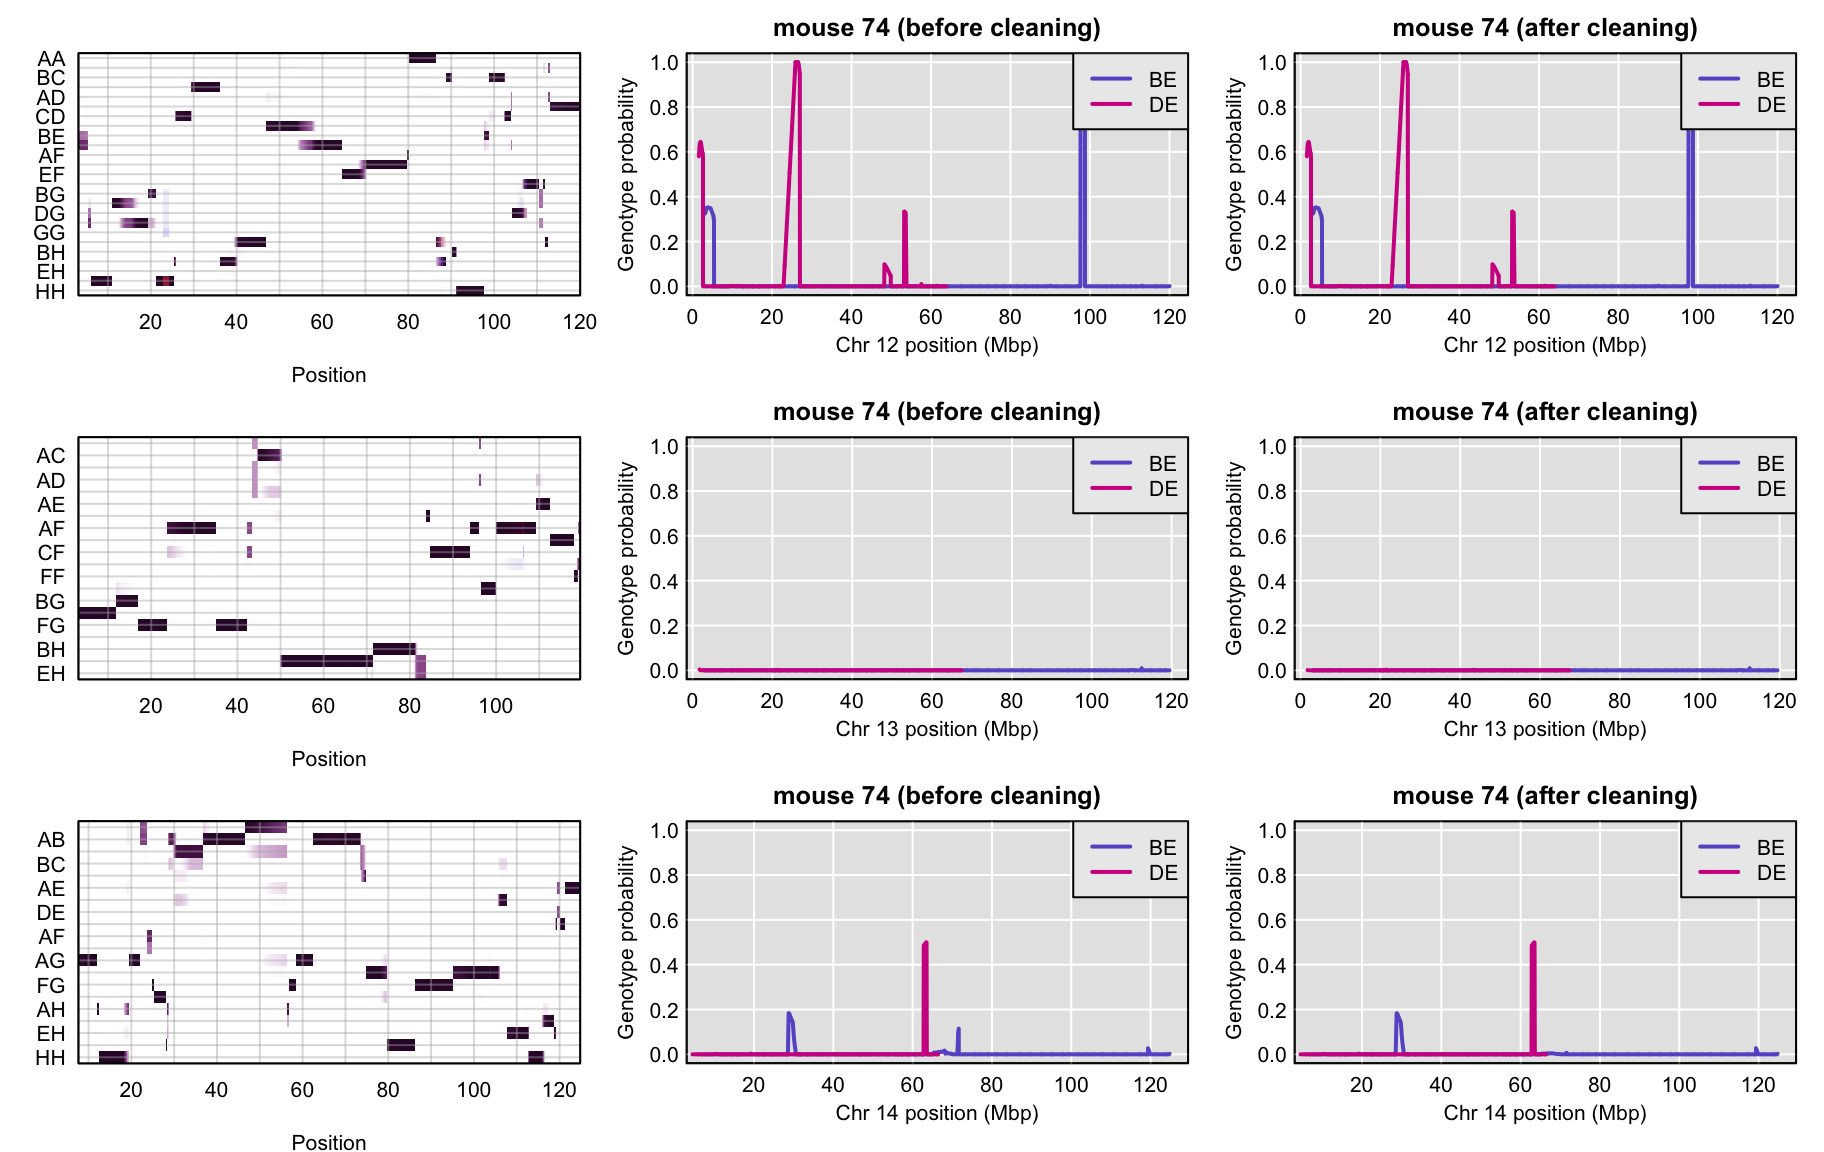 mouse 74 (before cleaning)
mouse 74 (after cleaning)
AA
BC
AD
CD
BE
AF
EF
BG
DG
GG
BH
EH
HH
20 40 60 80 100 120
Position
Genotype probability
1.0
0.8
0.6
0.4
0.2
0.0
BE
DE
0 20 40 60 80 100 120
Chr 12 position (Mbp)
Genotype probability
1.0
0.8
0.6
0.4
0.2
0.0
BE
DE
0 20 40 60 80 100 120
Chr 12 position (Mbp)
mouse 74 (before cleaning)
mouse 74 (after cleaning)
AC
AD
AE
AF
CF
FF
BG
FG
BH
EH
20 40 60 80 100
Position
Genotype probability
1.0
0.8
0.6
0.4
0.2
0.0
BE
DE
0 20 40 60 80 100 120
Chr 13 position (Mbp)
Genotype probability
1.0
0.8
0.6
0.4
0.2
0.0
BE
DE
0 20 40 60 80 100 120
Chr 13 position (Mbp)
mouse 74 (before cleaning)
mouse 74 (after cleaning)
AB
BC
AE
DE
AF
AG
FG
AH
EH
HH
20 40 60 80 100 120
Position
Genotype probability
1.0
0.8
0.6
0.4
0.2
0.0
BE
DE
20 40 60 80 100 120
Chr 14 position (Mbp)
Genotype probability
1.0
0.8
0.6
0.4
0.2
0.0
BE
DE
20 40 60 80 100 120
Chr 14 position (Mbp)